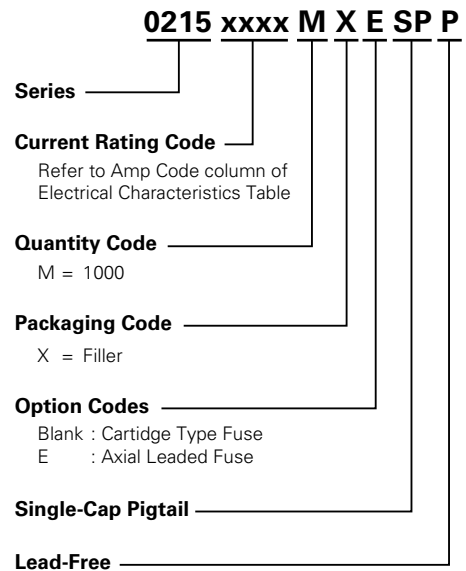 0215 xxxx M X E SP P
Series
Current Rating Code
Refer to Amp Code column of
Electrical Characteristics Table
Quantity Code
M = 1000
Packaging Code
X = Filler
Option Codes
Blank : Cartidge Type Fuse
E : Axial Leaded Fuse
Single-Cap Pigtail
Lead-Free